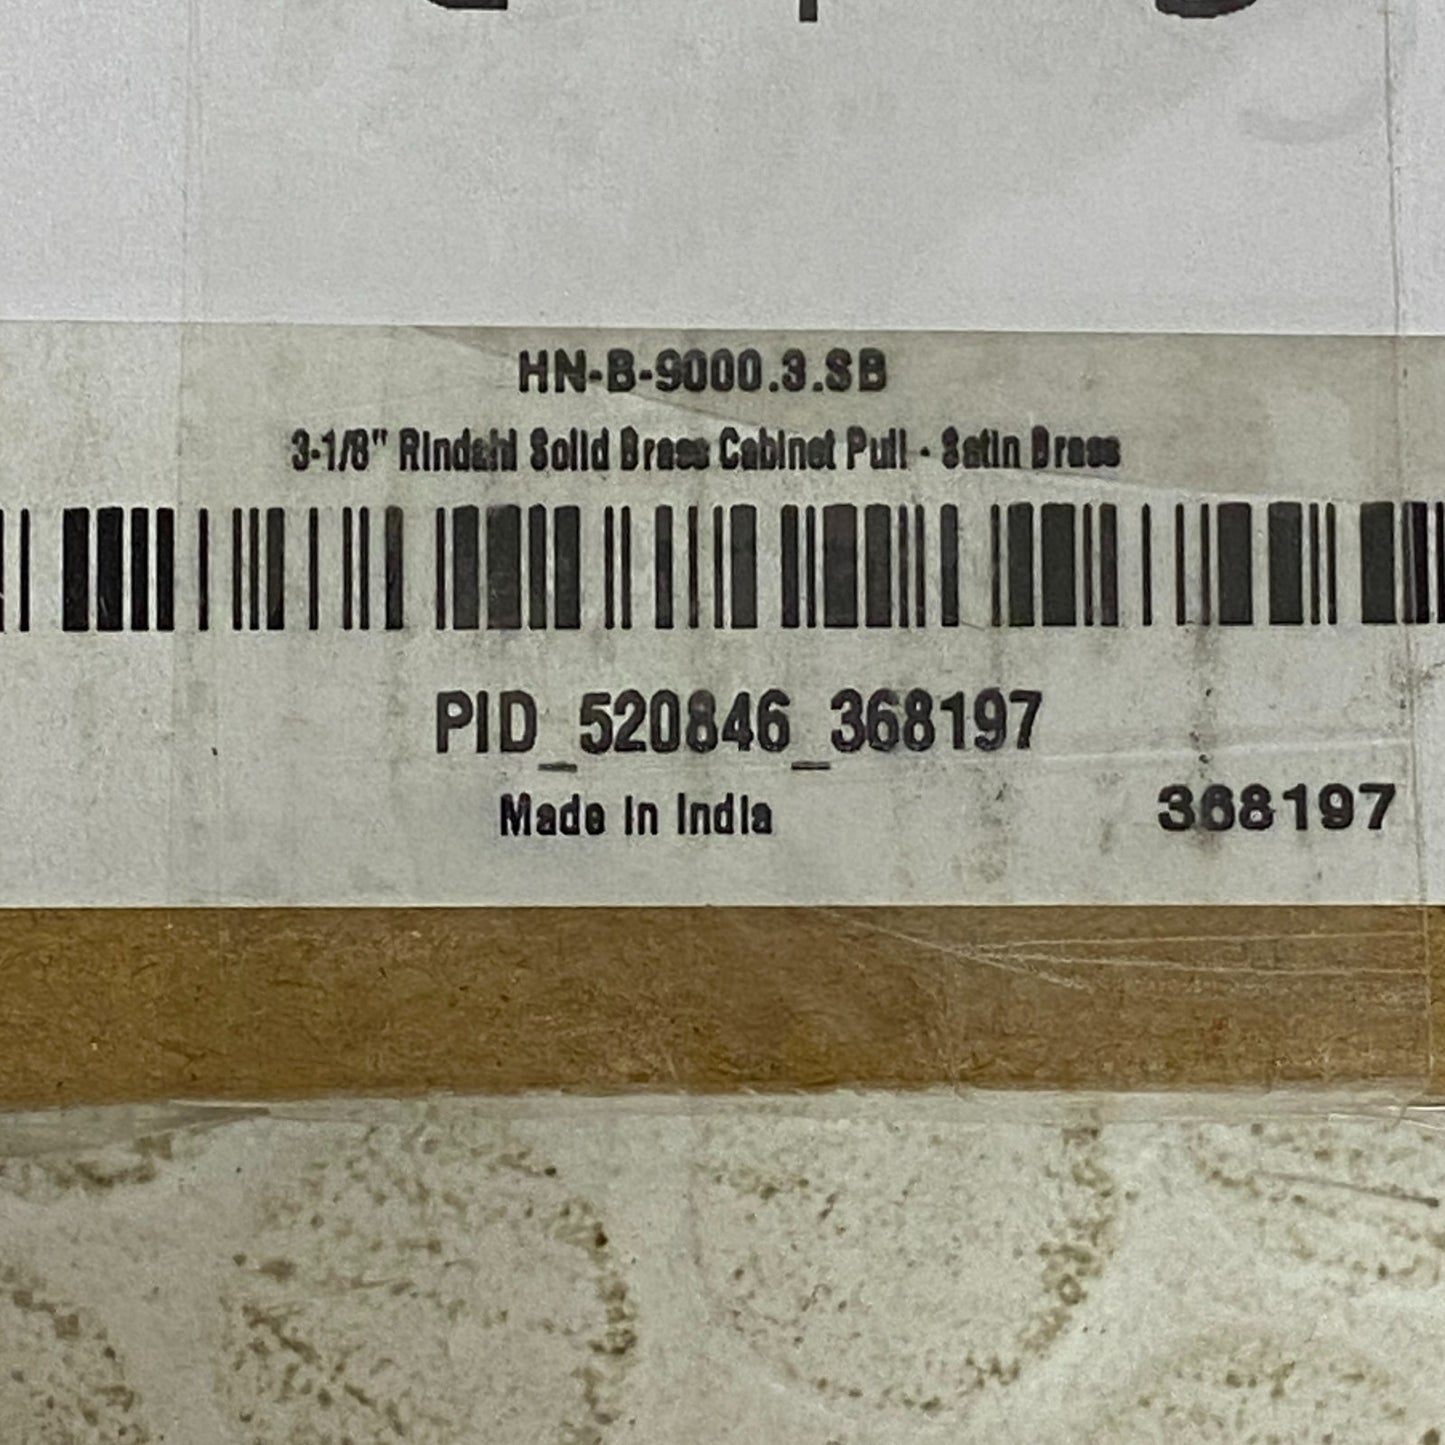 HN-B-9000.3.SB
3-1/8" Rindahl Solid Brass Cabinet Pull - Satin Brass
PID_520846_368197
Made in India
368197